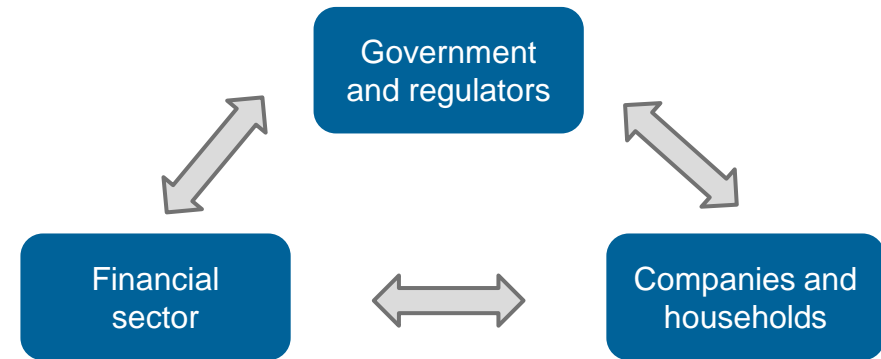 Government
and regulators
Financial
sector
Companies and
households